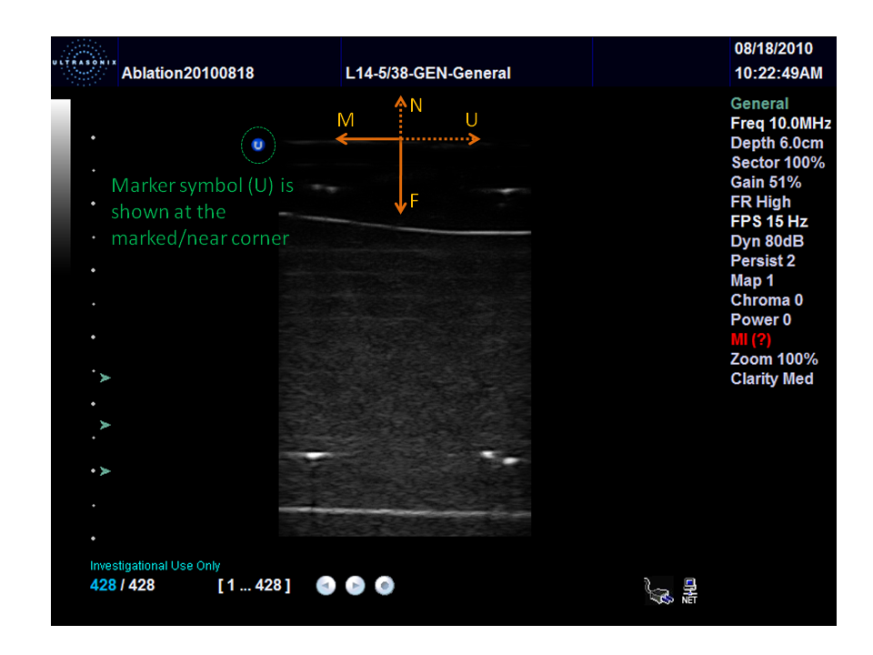 08/18/2010
ULTRASONIX
Ablation20100818
L14-5/38-GEN-General
10:22:49AM
General
Freq 10.0MHz
Depth 6.0cm
Sector 100%
Gain 51%
FR High
FPS 15 Hz
Dyn 80dB
Persist 2
Map 1
Chroma 0
Power 0
MI (?)
Zoom 100%
Clarity Med
N
M
U
U
F
Marker symbol (U) is
shown at the
marked/near corner
Investigational Use Only
428 / 428 [ 1 ... 428 ]
NET